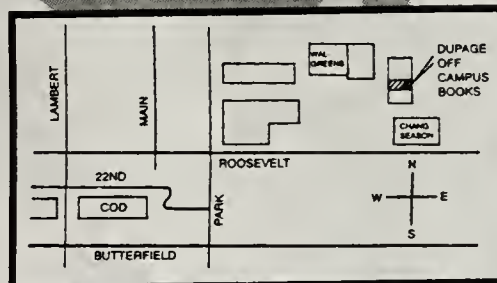 WAL-
GREENS
DUPAGE
OFF
CAMPUS
BOOKS
LAMBERT
MAIN
CHANG
SEASON
ROOSEVELT
N
22ND
W
E
COD
PARK
S
BUTTERFIELD